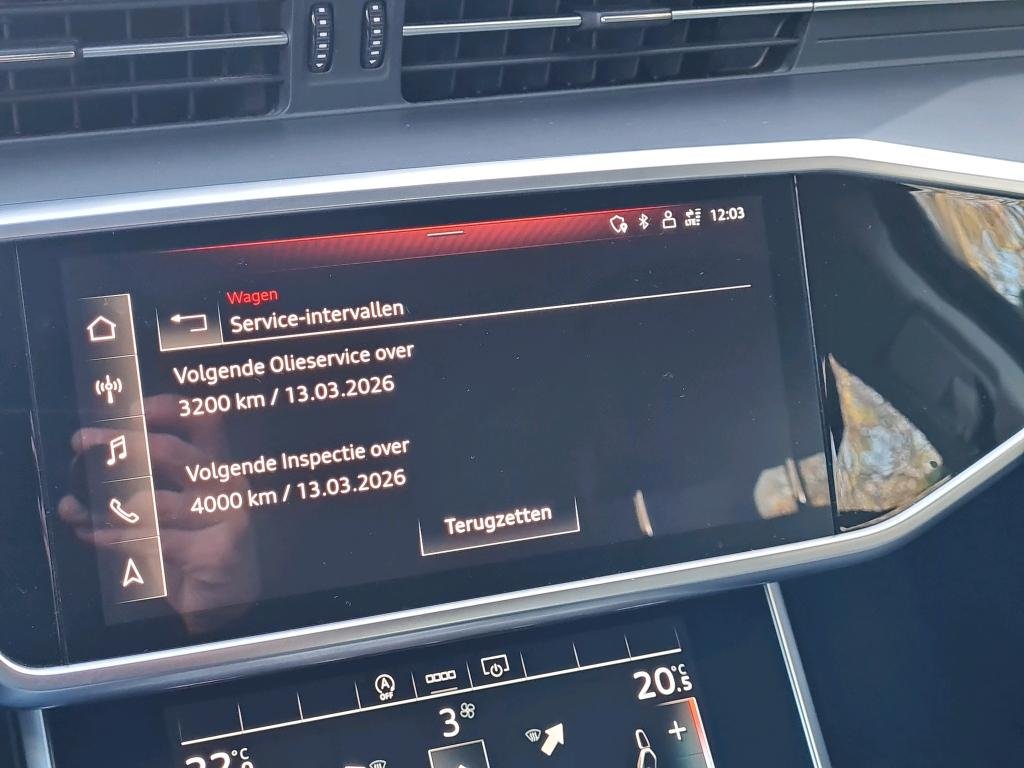 12:03
Wagen
Service-intervallen
Volgende Olieservice over
3200 km / 13.03.2026
Volgende Inspectie over
4000 km / 13.03.2026
Terugzetten
A
OFF
20.5°C
3
+